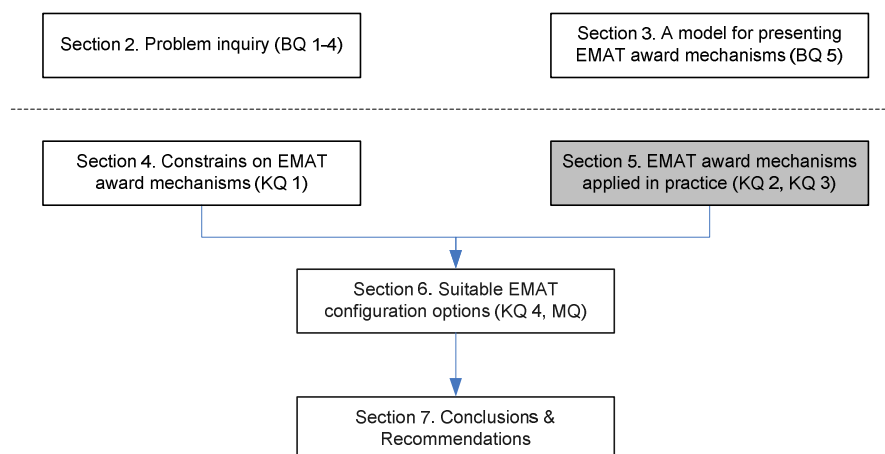 Section 2. Problem inquiry (BQ 1-4)
Section 3. A model for presenting
EMAT award mechanisms (BQ 5)
Section 4. Constrains on EMAT
award mechanisms (KQ 1)
Section 5. EMAT award mechanisms
applied in practice (KQ 2, KQ 3)
Section 6. Suitable EMAT
configuration options (KQ 4, MQ)
Section 7. Conclusions &
Recommendations